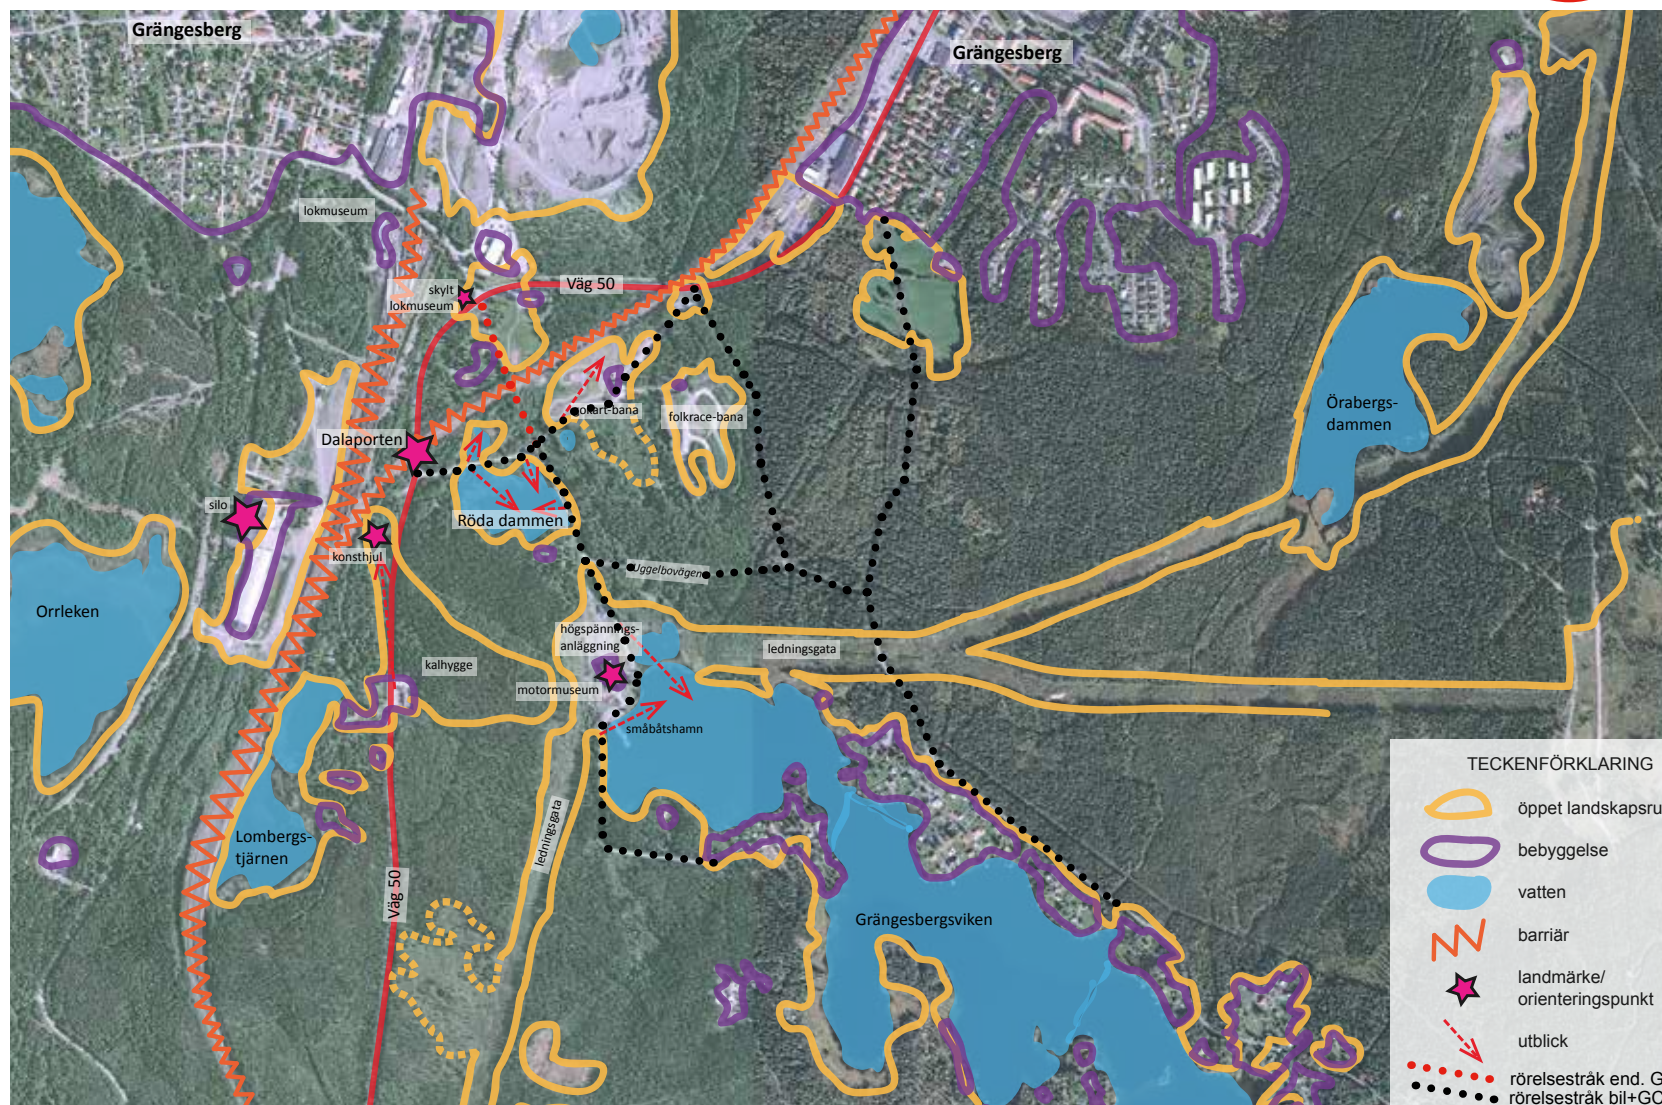 Grängesberg
Grängesberg
lokmuseum
skylt
lokmuseum
Väg 50
gokart-bana
folkrace-bana
Dalaporten
silo
Röda dammen
konsthjul
Örabergs-
dammen
Uggelbovägen
Orrleken
högspännings-
anläggning
ledningsgata
kalhygge
motormuseum
småbåtshamn
Lombergs-
tjärnen
ledningsgata
Väg 50
Grängesbergsviken
TECKENFÖRKLARING
öppet landskapsru
bebyggelse
vatten
barriär
landmärke/
orienteringspunkt
utblick
rörelsestråk end. G
rörelsestråk bil+GC